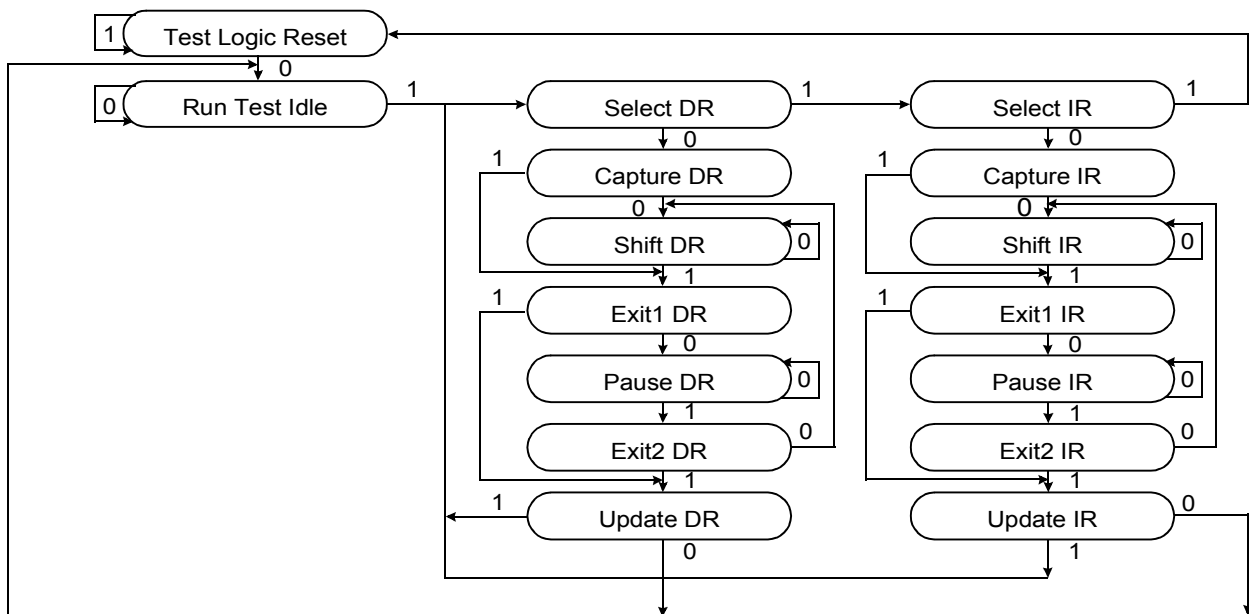 1 Test Logic Reset
0
0 Run Test Idle 1 Select DR 1 Select IR 1
0 0
1 Capture DR 1 Capture IR
0 0
Shift DR 0 Shift IR 0
1 1
1 Exit1 DR 1 Exit1 IR
0 0
Pause DR 0 Pause IR 0
1 1
Exit2 DR 0 Exit2 IR 0
1 1
1 Update DR Update IR 0
0 1